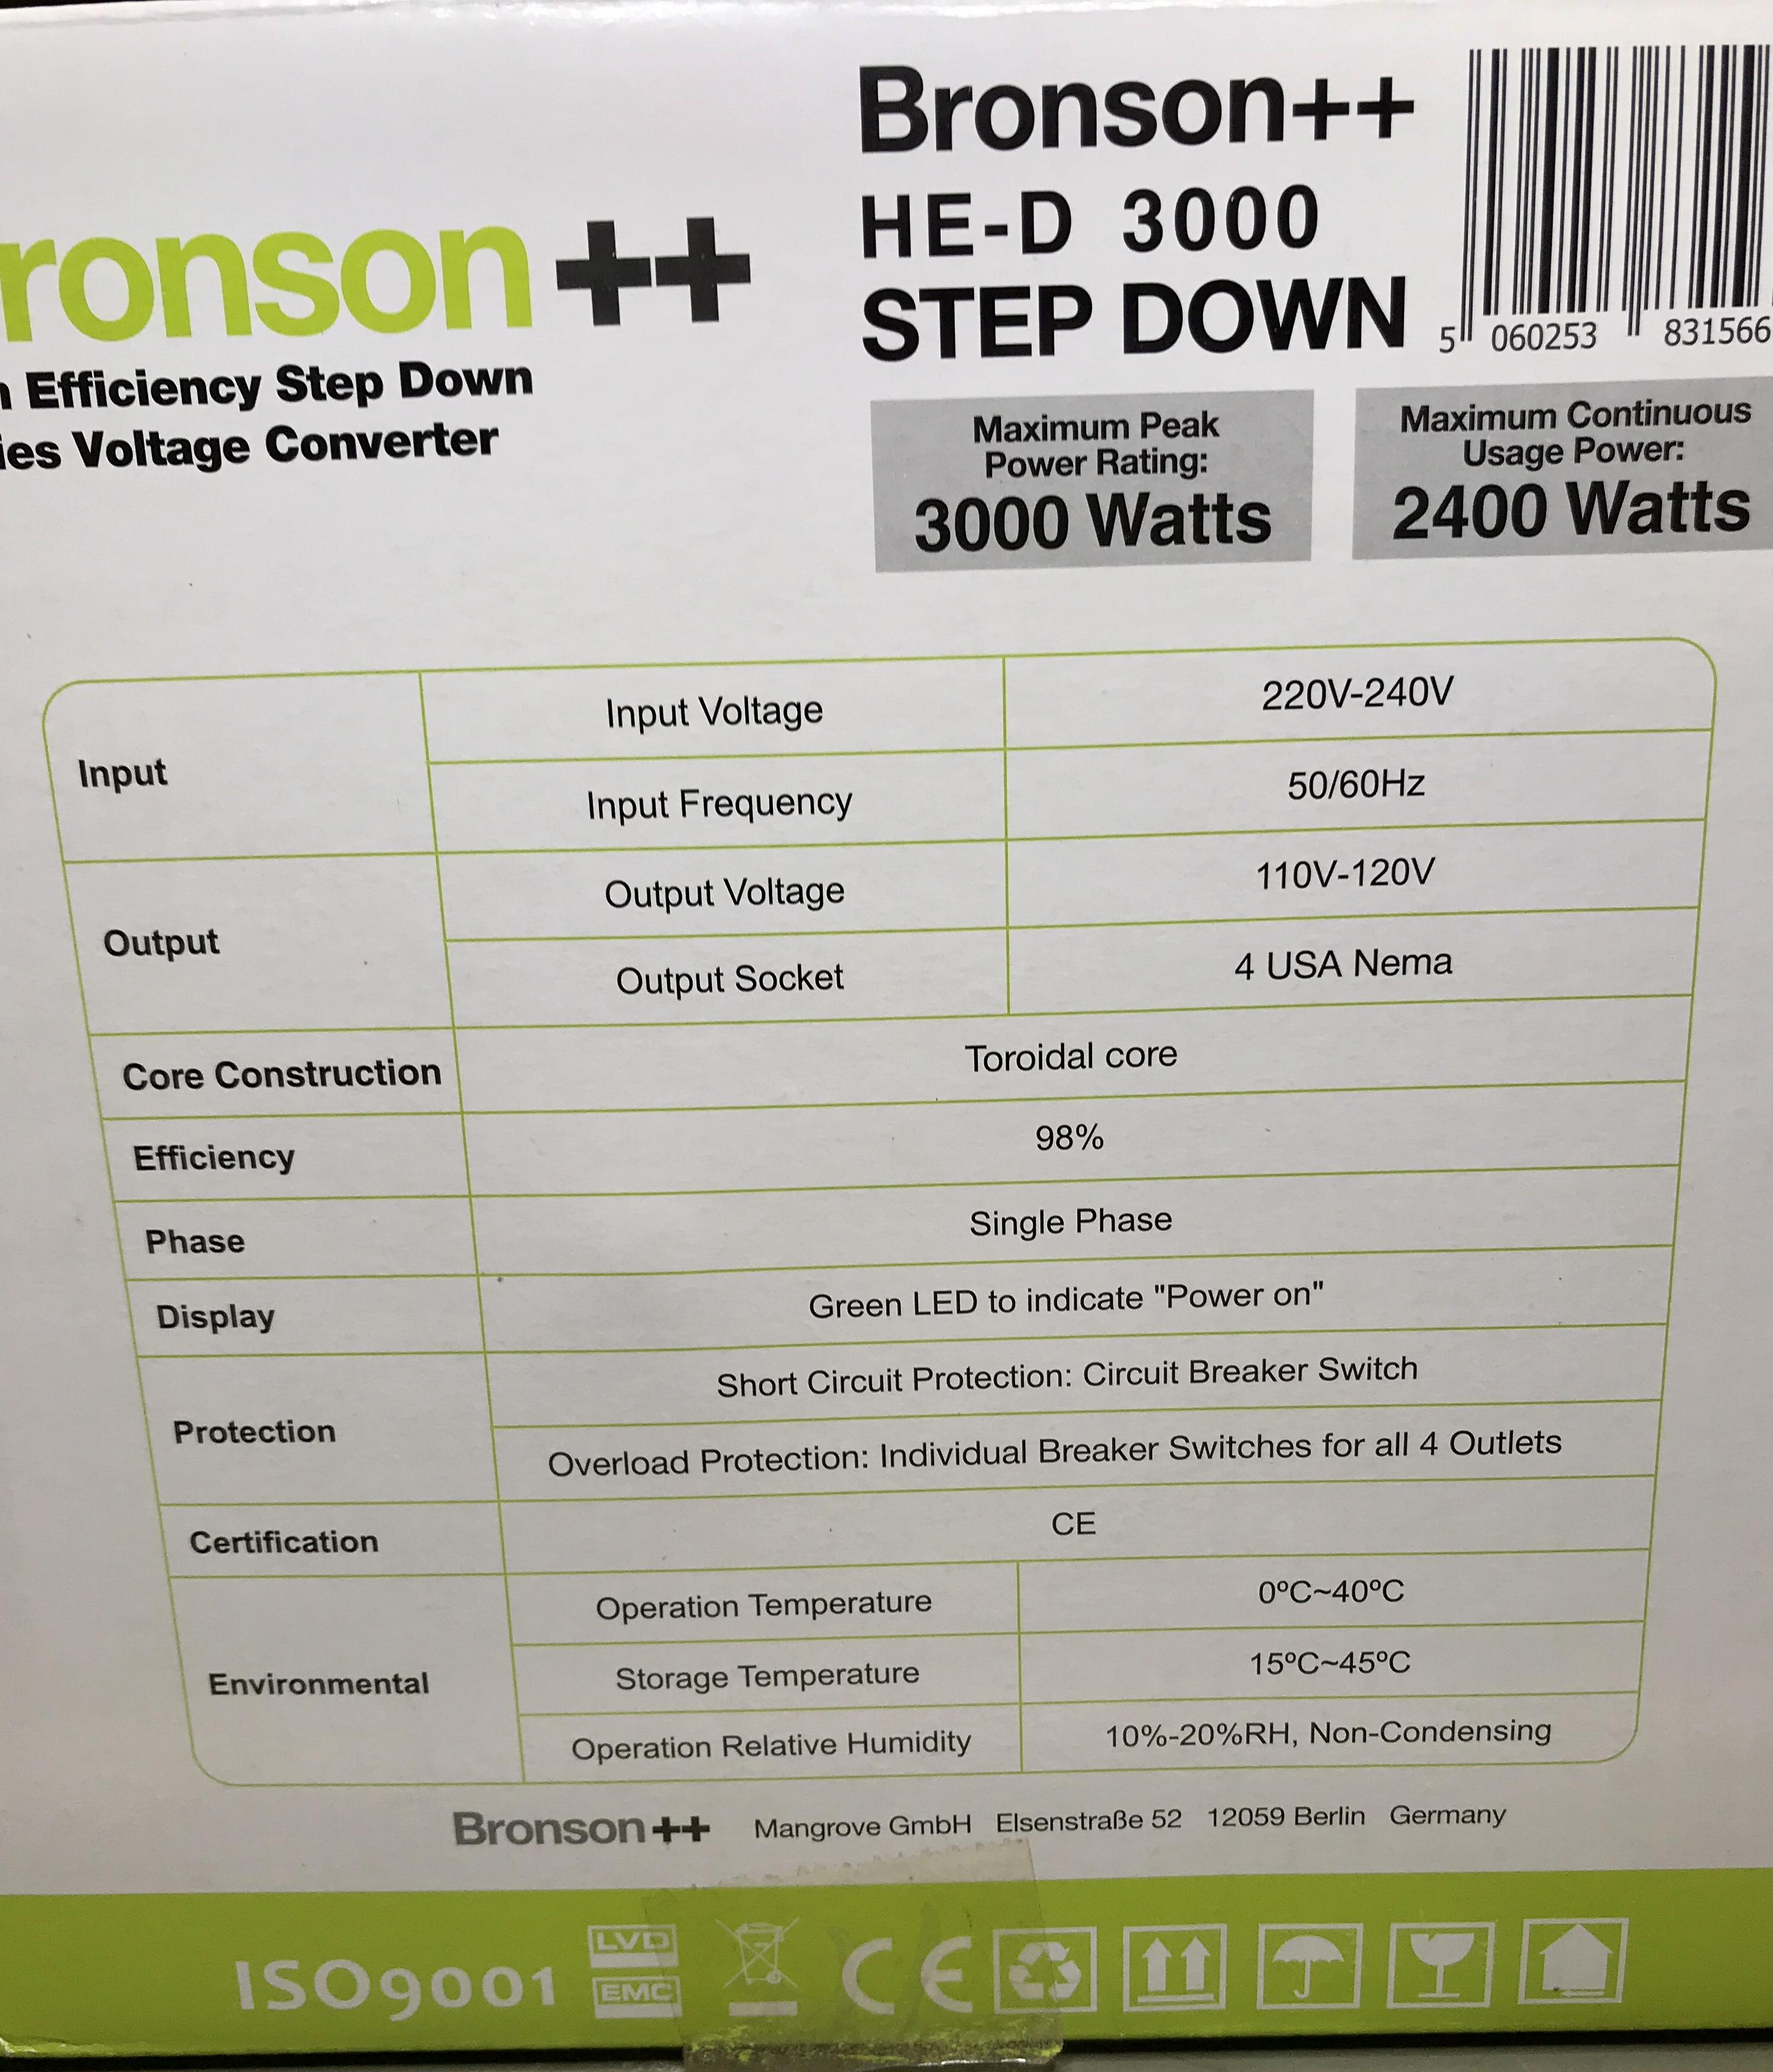 ronson++
Efficiency Step Down
ies Voltage Converter
Bronson++
HE-D 3000
STEP DOWN
5 060253 831566
Maximum Peak
Power Rating:
3000 Watts
Maximum Continuous
Usage Power:
2400 Watts
Input
Input Voltage
220V-240V
Input Frequency
50/60Hz
Output
Output Voltage
110V-120V
Output Socket
4 USA Nema
Core Construction
Toroidal core
Efficiency
98%
Phase
Single Phase
Display
Green LED to indicate "Power on"
Protection
Short Circuit Protection: Circuit Breaker Switch
Overload Protection: Individual Breaker Switches for all 4 Outlets
Certification
CE
Environmental
Operation Temperature
0ºC~40ºC
Storage Temperature
15ºC~45ºC
Operation Relative Humidity
10%-20%RH, Non-Condensing
Bronson++ Mangrove GmbH Elsenstraße 52 12059 Berlin Germany
ISO9001
LVD
EMC
CE